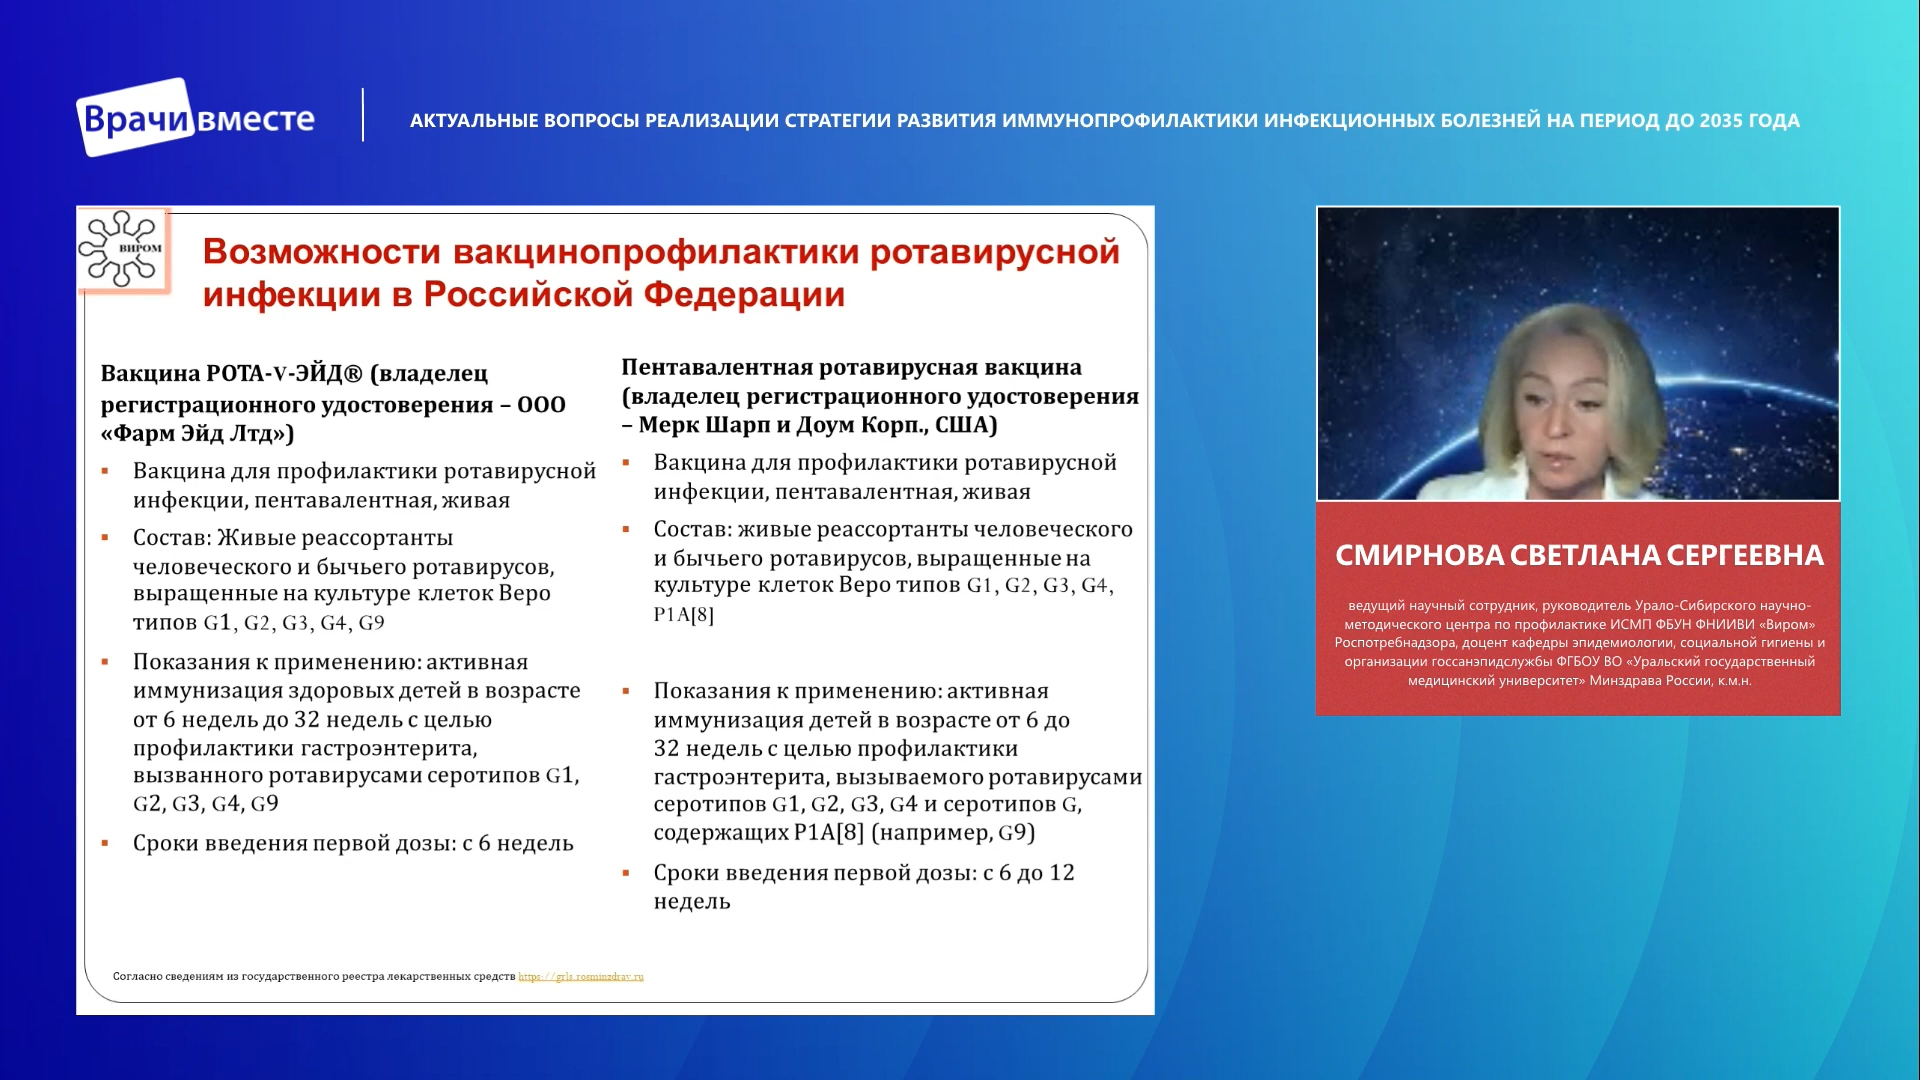 Врачи вместе
АКТУАЛЬНЫЕ ВОПРОСЫ РЕАЛИЗАЦИИ СТРАТЕГИИ РАЗВИТИЯ ИММУНОПРОФИЛАКТИКИ ИНФЕКЦИОННЫХ БОЛЕЗНЕЙ НА ПЕРИОД ДО 2035 ГОДА
ВИРОМ
Возможности вакцинопрофилактики ротавирусной
инфекции в Российской Федерации
Вакцина РОТА-V-ЭЙД® (владелец
регистрационного удостоверения – ООО
«Фарм Эйд Лтд»)
▪ Вакцина для профилактики ротавирусной
инфекции, пентавалентная, живая
▪ Состав: Живые реассортанты
человеческого и бычьего ротавирусов,
выращенные на культуре клеток Веро
типов G1, G2, G3, G4, G9
▪ Показания к применению: активная
иммунизация здоровых детей в возрасте
от 6 недель до 32 недель с целью
профилактики гастроэнтерита,
вызванного ротавирусами серотипов G1,
G2, G3, G4, G9
▪ Сроки введения первой дозы: с 6 недель
Пентавалентная ротавирусная вакцина
(владелец регистрационного удостоверения
– Мерк Шарп и Доум Корп., США)
▪ Вакцина для профилактики ротавирусной
инфекции, пентавалентная, живая
▪ Состав: живые реассортанты человеческого
и бычьего ротавирусов, выращенные на
культуре клеток Веро типов G1, G2, G3, G4,
P1A[8]
▪ Показания к применению: активная
иммунизация детей в возрасте от 6 до
32 недель с целью профилактики
гастроэнтерита, вызываемого ротавирусами
серотипов G1, G2, G3, G4 и серотипов G,
содержащих P1A[8] (например, G9)
▪ Сроки введения первой дозы: с 6 до 12
недель
Согласно сведениям из государственного реестра лекарственных средств https://grls.rosminzdrav.ru
СМИРНОВА СВЕТЛАНА СЕРГЕЕВНА
ведущий научный сотрудник, руководитель Урало-Сибирского научно-
методического центра по профилактике ИСМП ФБУН ФНИИВИ «Виром»
Роспотребнадзора, доцент кафедры эпидемиологии, социальной гигиены и
организации госсанэпидслужбы ФГБОУ ВО «Уральский государственный
медицинский университет» Минздрава России, к.м.н.